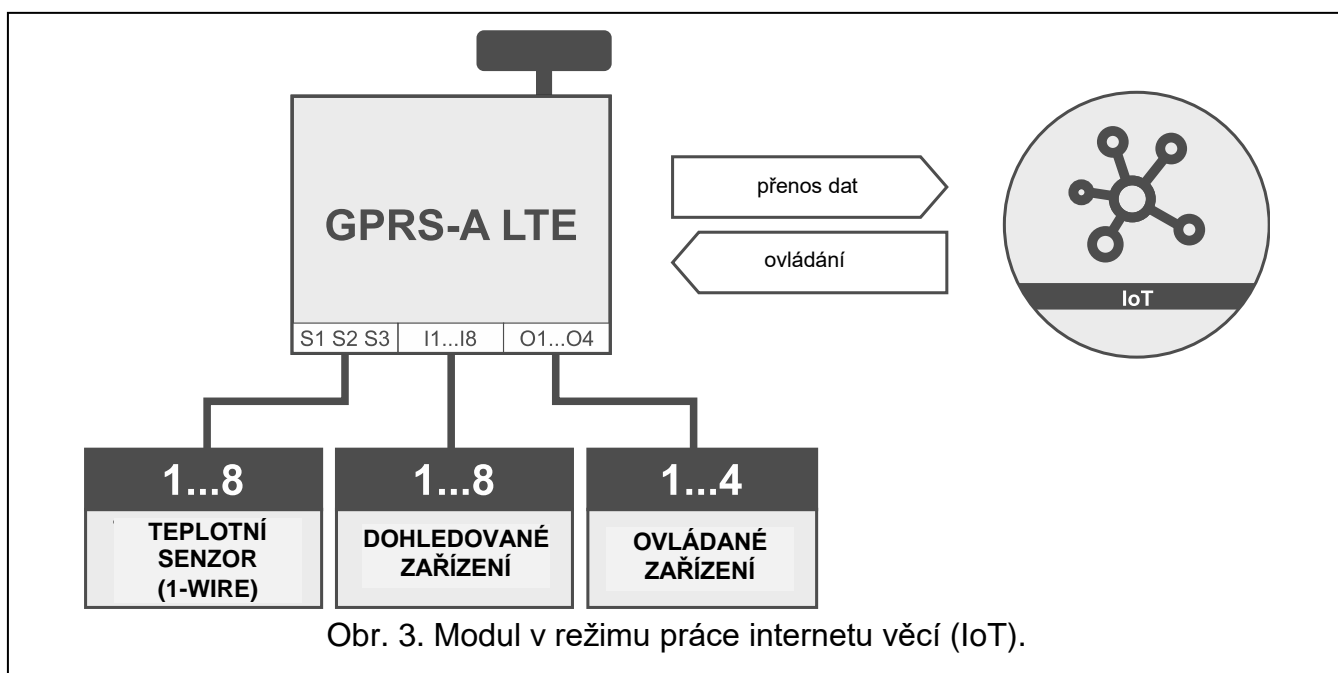 GPRS-A LTE
S1 S2 S3
I1...I8
O1...O4
přenos dat
ovládání
IoT
1...8
TEPLOTNÍ
SENZOR
(1-WIRE)
1...8
DOHLEDOVANÉ
ZAŘÍZENÍ
1...4
OVLÁDANÉ
ZAŘÍZENÍ
Obr. 3. Modul v režimu práce internetu věcí (IoT).